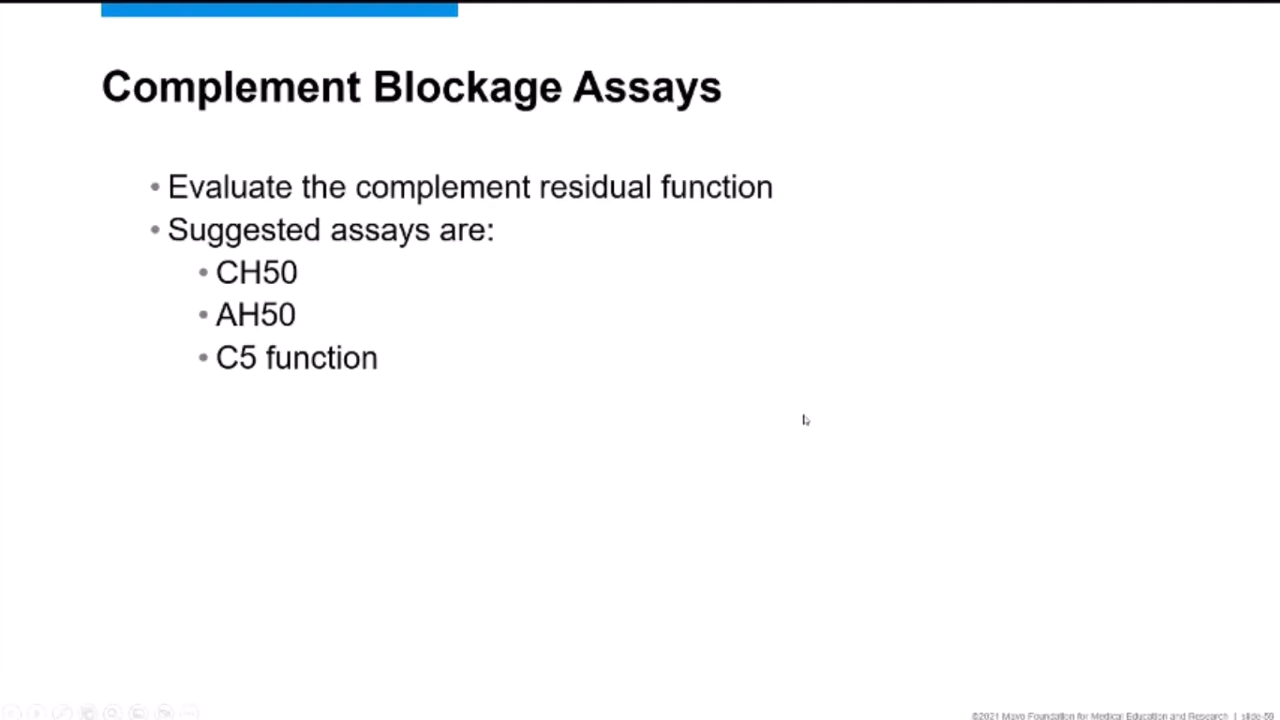 Complement Blockage Assays
• Evaluate the complement residual function
• Suggested assays are:
• CH50
• AH50
• C5 function
©2021 Mayo Foundation for Medical Education and Research | slide-59